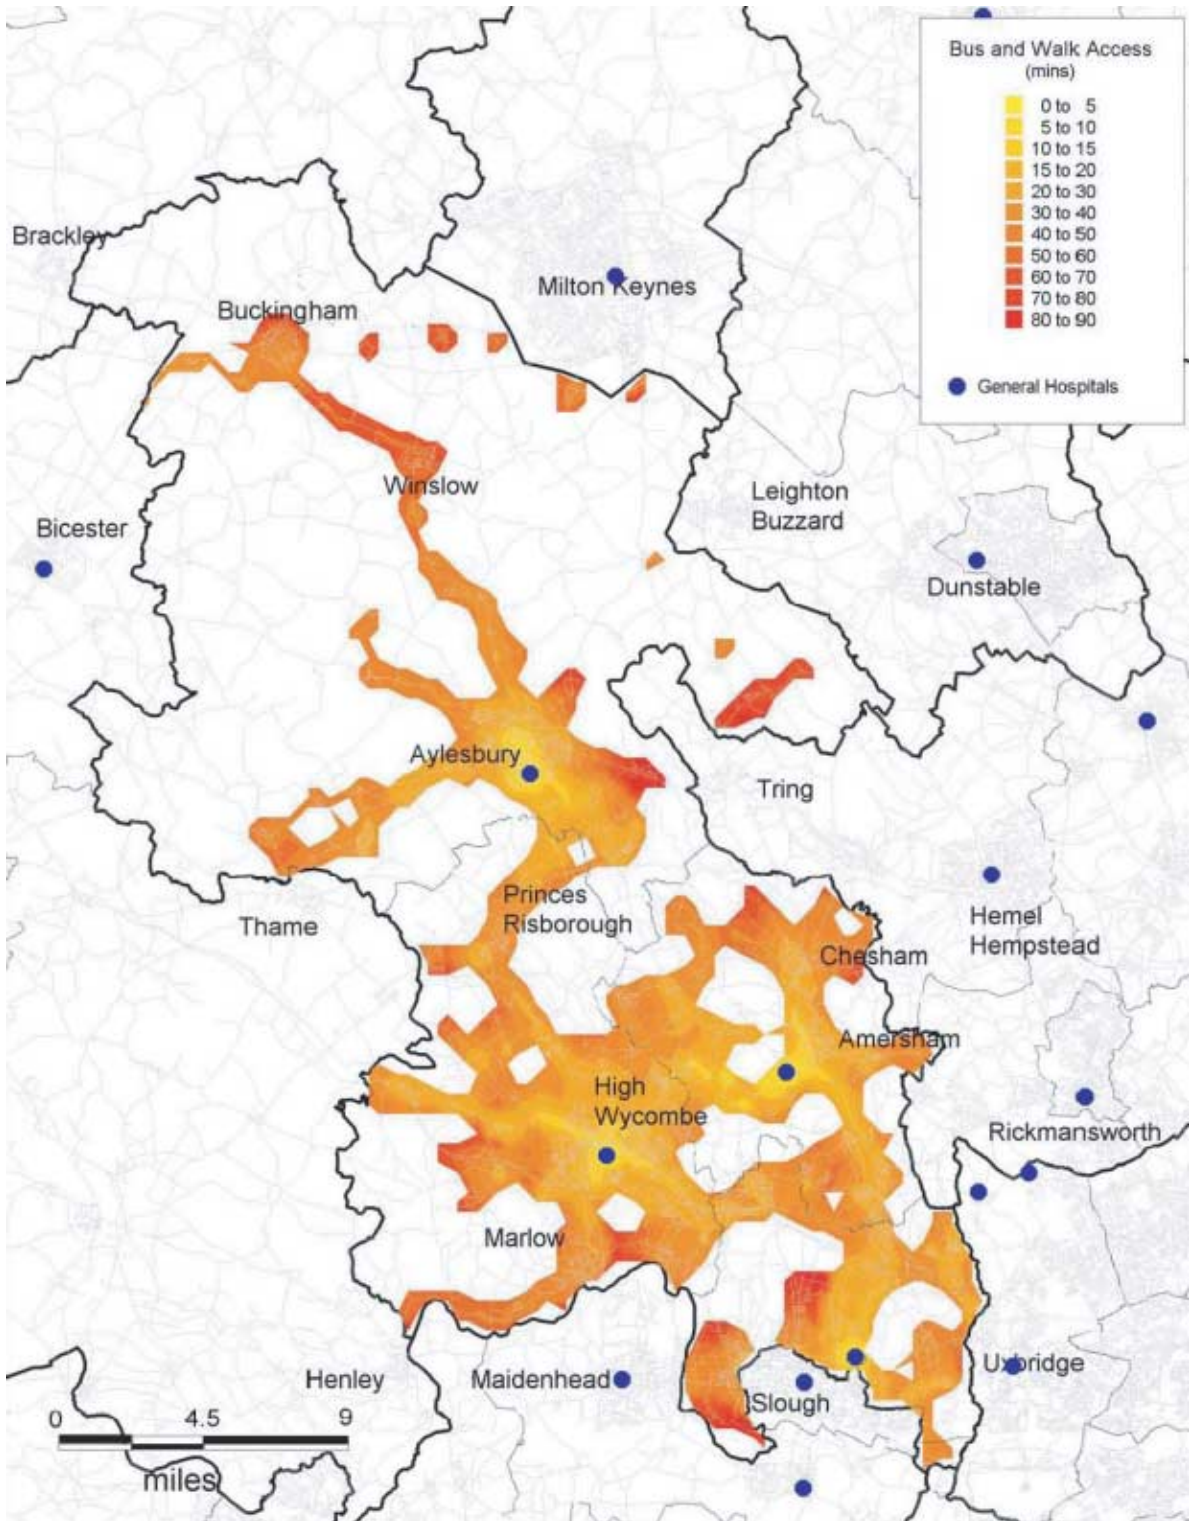 Bus and Walk Access
(mins)
0 to 5
5 to 10
10 to 15
15 to 20
20 to 30
30 to 40
40 to 50
50 to 60
60 to 70
70 to 80
80 to 90
General Hospitals
Brackley
Milton Keynes
Buckingham
Winslow
Leighton
Buzzard
Bicester
Dunstable
Aylesbury
Tring
Princes
Risborough
Thame
Hemel
Hempstead
Chesham
Amersham
High
Wycombe
Rickmansworth
Marlow
Uxbridge
Henley
Maidenhead
Slough
0 4.5 9
miles